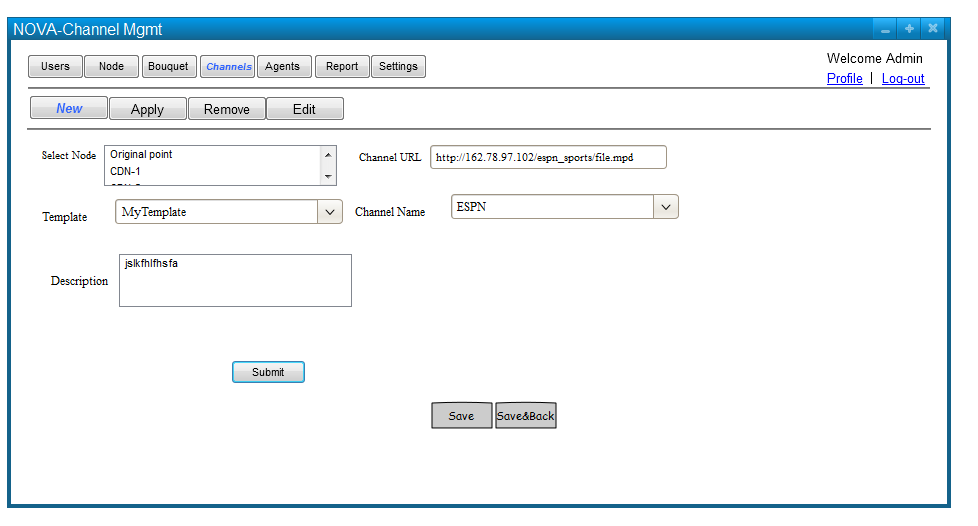 NOVA-Channel Mgmt
Users Node Bouquet Channels Agents Report Settings
Welcome Admin
Profile | Log-out
New Apply Remove Edit
Select Node Original point
CDN-1
Channel URL http://162.78.97.102/espn_sports/file.mpd
Template MyTemplate Channel Name ESPN
Description jslkfhlfhsfa
Submit
Save Save&Back